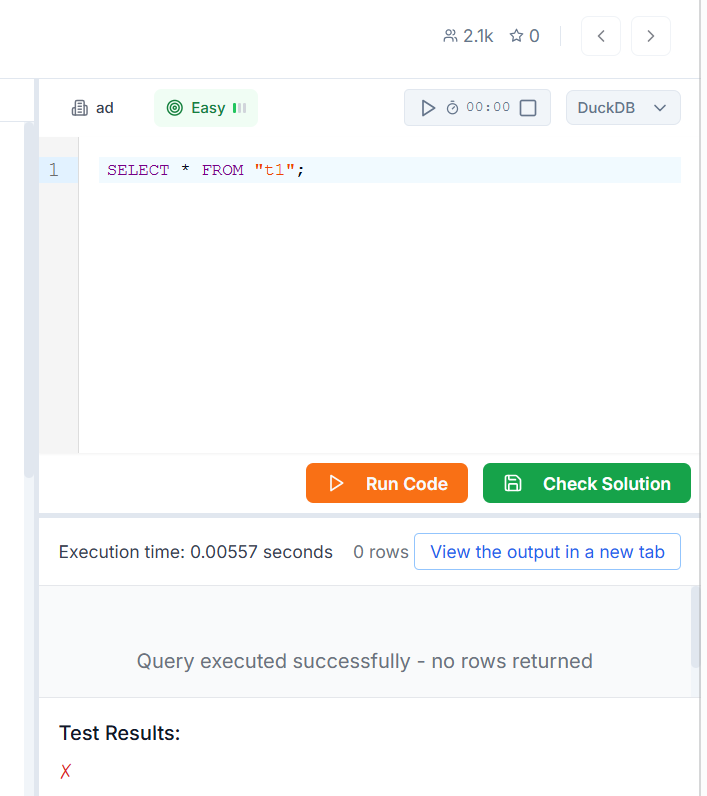 2.1k 0
ad Easy 00:00 DuckDB
1 SELECT * FROM "t1";
Run Code Check Solution
Execution time: 0.00557 seconds 0 rows View the output in a new tab
Query executed successfully - no rows returned
Test Results:
✗